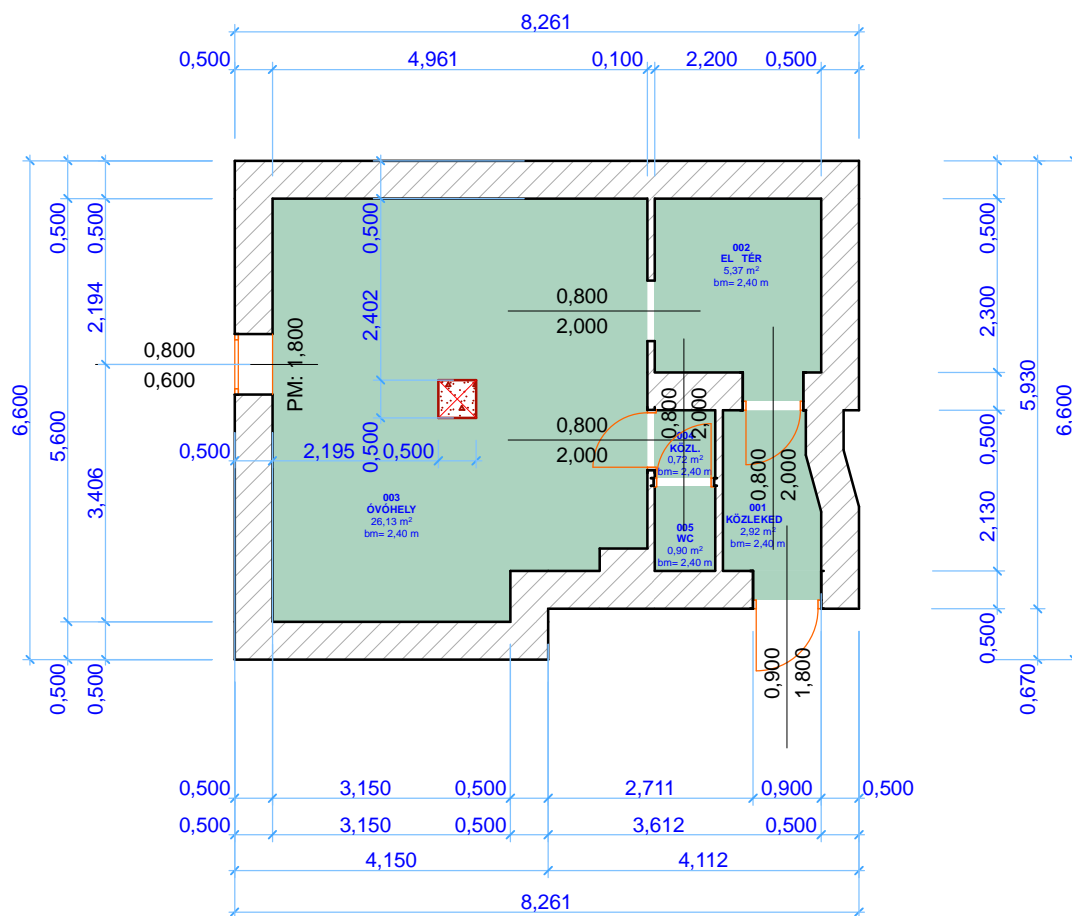 8,261
0,500 4,961 0,100 2,200 0,500
6,600
0,500
5,600
0,500
0,500
2,194
3,406
0,500
0,500
2,402
0,500
0,800
0,600
PM: 1,800
0,500 2,195 0,500
002
EL TÉR
5,37 m²
bm= 2,40 m
0,800
2,000
0,800
2,000
0,800
2,000
004
KÖZL.
0,72 m²
bm= 2,40 m
0,800
2,000
003
ÓVÓHELY
26,13 m²
bm= 2,40 m
001
KÖZLEKED
2,92 m²
bm= 2,40 m
005
WC
0,90 m²
bm= 2,40 m
0,900
1,800
0,500
2,300
0,500
2,130
0,500
5,930
0,670
6,600
0,500 3,150 0,500 2,711 0,900 0,500
0,500 3,150 0,500 3,612 0,500
4,150 4,112
8,261